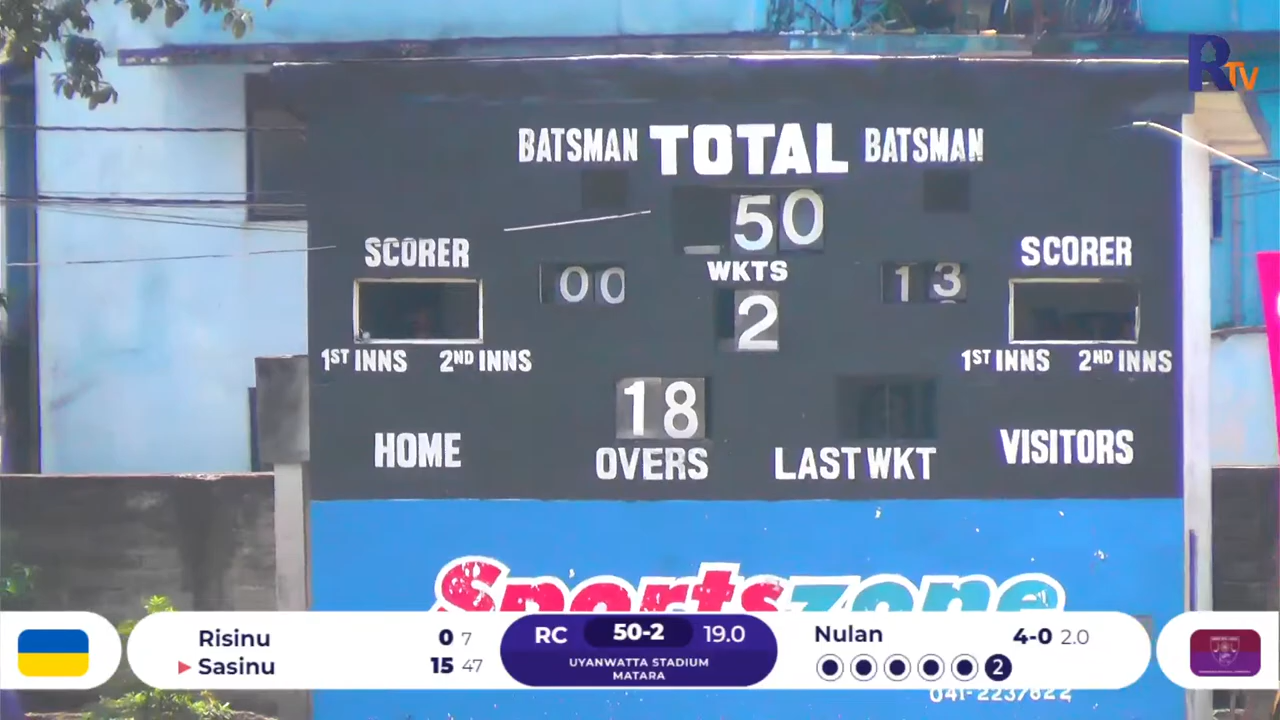 RTV
BATSMAN TOTAL BATSMAN
50
SCORER SCORER
WKTS
00 13
2
1ST INNS 2ND INNS 1ST INNS 2ND INNS
18
HOME OVERS LAST WKT VISITORS
Sportszone
Risinu 0 7
Sasinu 15 47
RC 50-2 19.0
UYANWATTA STADIUM
MATARA
Nulan 4-0 2.0
2
041-2237622